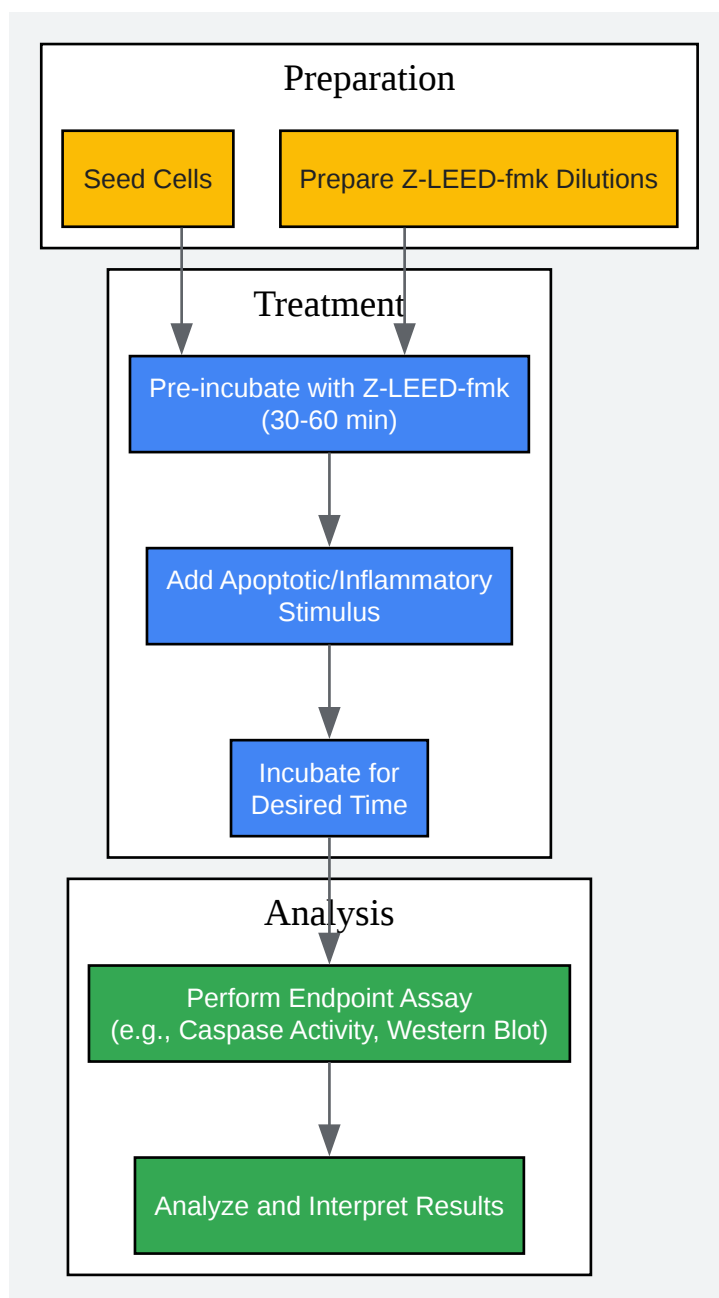 Preparation
Seed Cells
Prepare Z-LEED-fmk Dilutions
Treatment
Pre-incubate with Z-LEED-fmk
(30-60 min)
Add Apoptotic/Inflammatory
Stimulus
Incubate for
Desired Time
Analysis
Perform Endpoint Assay
(e.g., Caspase Activity, Western Blot)
Analyze and Interpret Results